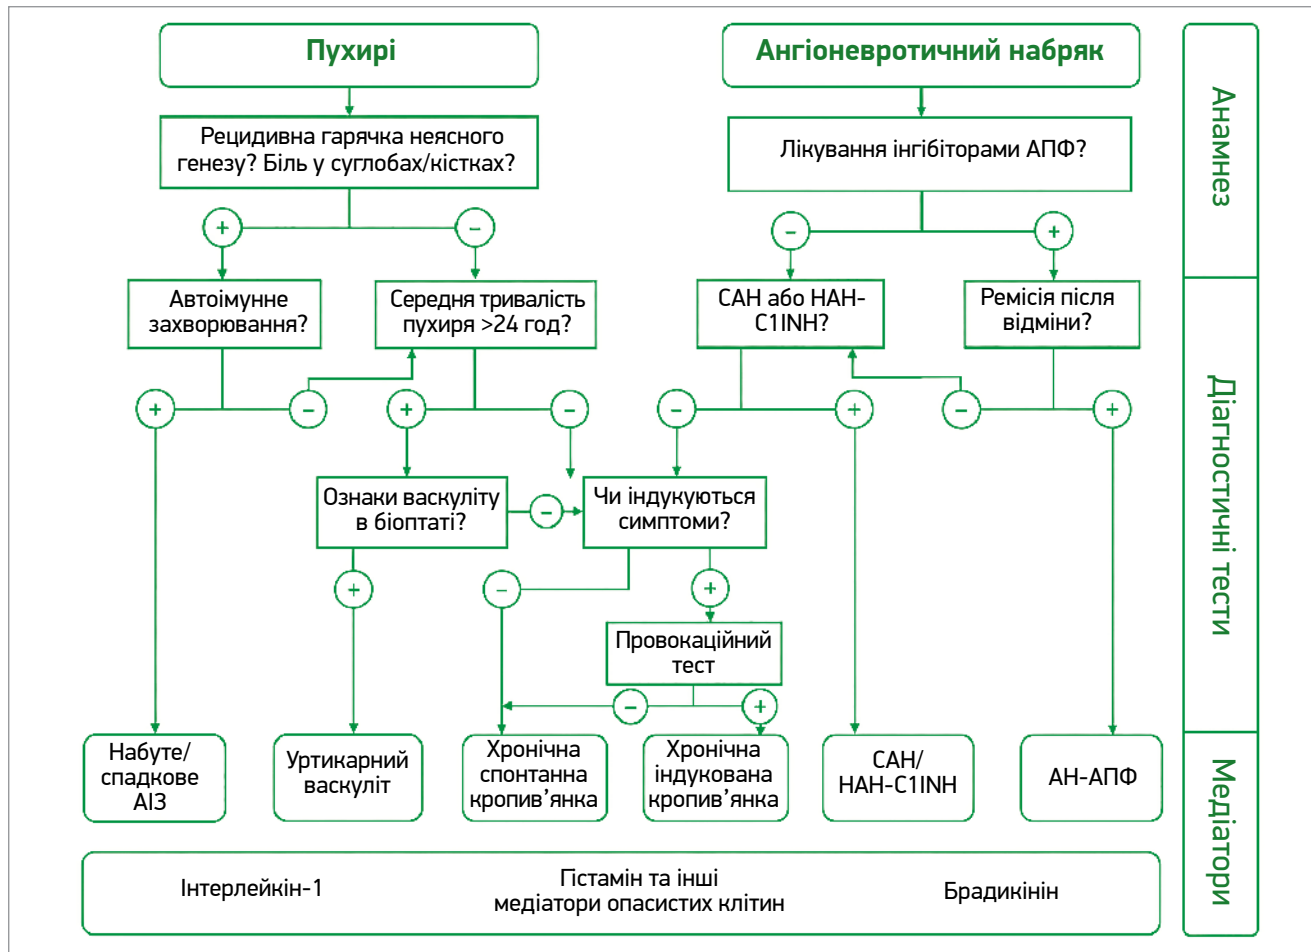 Пухирі
Ангіоневротичний набряк
Анамнез
Рецидивна гарячка неясного
генезу? Біль у суглобах/кістках?
Лікування інгібіторами АПФ?
+
–
–
+
Автоімунне
захворювання?
Середня тривалість
пухиря >24 год?
САН або НАН-
C1INH?
Ремісія після
відміни?
Діагностичні тести
+
–
+
–
–
+
–
+
Ознаки васкуліту
в біоптаті?
–
Чи індукуються
симптоми?
+
–
+
Провокаційний
тест
–
+
Набуте/
спадкове
АІЗ
Уртикарний
васкуліт
Хронічна
спонтанна
кропив’янка
Хронічна
індукована
кропив’янка
САН/
НАН-C1INH
АН-АПФ
Медіатори
Інтерлейкін-1
Гістамін та інші
медіатори опасистих клітин
Брадикінін